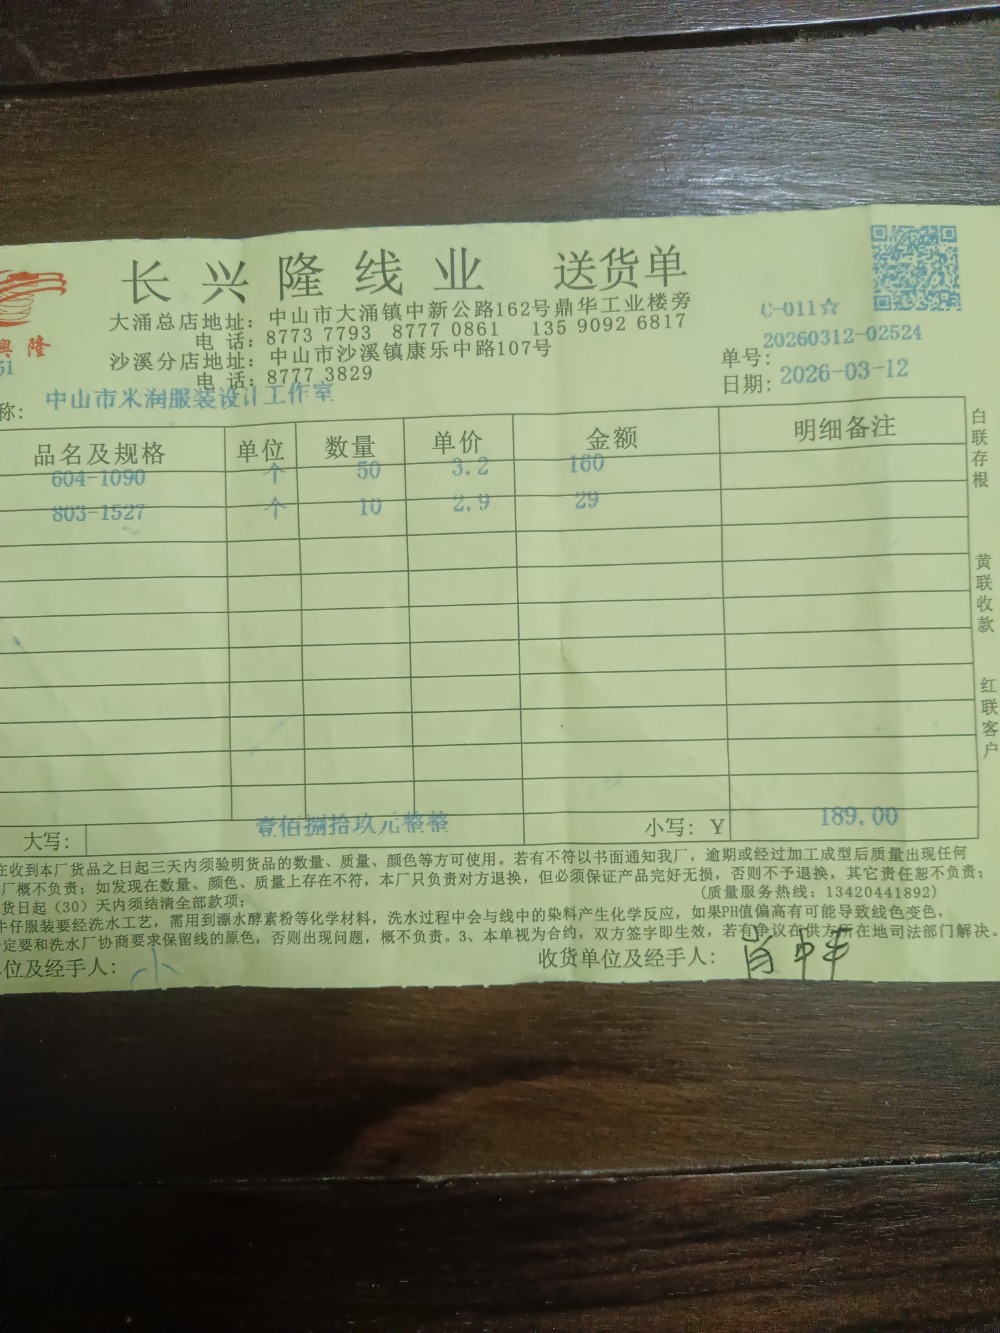 长兴隆线业 送货单
興隆
51
大涌总店地址：中山市大涌镇中新公路162号鼎华工业楼旁
电 话：8773 7793 8777 0861 135 9092 6817
沙溪分店地址：中山市沙溪镇康乐中路107号
电 话：8777 3829
C-011☆
单号：20260312-02524
日期：2026-03-12
称：中山市米润服装设计工作室
品名及规格 单位 数量 单价 金额 明细备注
604-1090 个 50 3.2 160
803-1527 个 10 2.9 29
白联存根
黄联收款
红联客户
大写：壹佰捌拾玖元整整 小写：￥ 189.00
在收到本厂货品之日起三天内须验明货品的数量、质量、颜色等方可使用。若有不符以书面通知我厂，逾期或经过加工成型后质量出现任何
厂概不负责；如发现在数量、颜色、质量上存在不符，本厂只负责对方退换，但必须保证产品完好无损，否则不予退换，其它责任恕不负责；
货日起（30）天内须结清全部款项； （质量服务热线：13420441892）
牛仔服装要经洗水工艺，需用到漂水酵素粉等化学材料，洗水过程中会与线中的染料产生化学反应，如果PH值偏高有可能导致线色变色，
定要和洗水厂协商要求保留线的原色，否则出现问题，概不负责。3、本单视为合约，双方签字即生效，若有争议在供方所在地司法部门解决。
单位及经手人：小 收货单位及经手人：